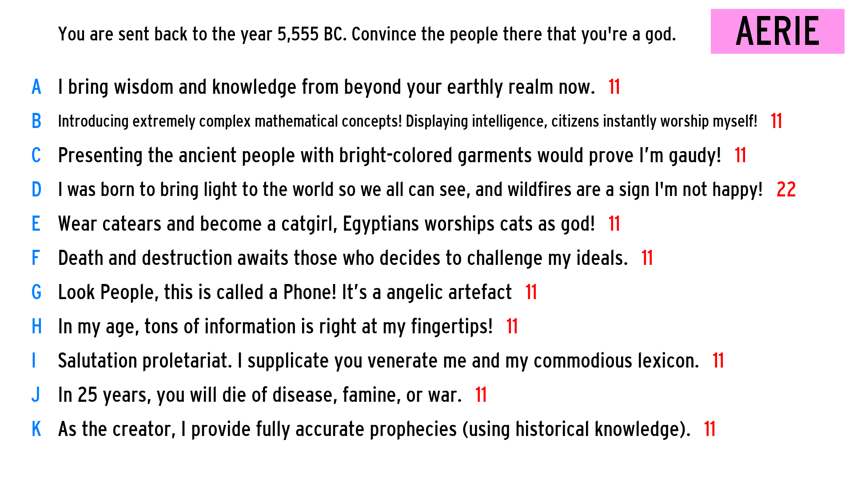 You are sent back to the year 5,555 BC. Convince the people there that you're a god.
AERIE
A I bring wisdom and knowledge from beyond your earthly realm now. 11
B Introducing extremely complex mathematical concepts! Displaying intelligence, citizens instantly worship myself! 11
C Presenting the ancient people with bright-colored garments would prove I’m gaudy! 11
D I was born to bring light to the world so we all can see, and wildfires are a sign I'm not happy! 22
E Wear catears and become a catgirl, Egyptians worships cats as god! 11
F Death and destruction awaits those who decides to challenge my ideals. 11
G Look People, this is called a Phone! It’s a angelic artefact 11
H In my age, tons of information is right at my fingertips! 11
I Salutation proletariat. I supplicate you venerate me and my commodious lexicon. 11
J In 25 years, you will die of disease, famine, or war. 11
K As the creator, I provide fully accurate prophecies (using historical knowledge). 11